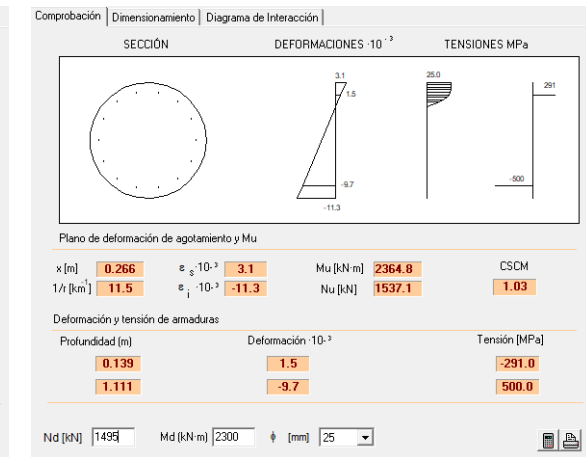 Comprobación Dimensionamiento Diagrama de Interacción
SECCIÓN DEFORMACIONES ·10⁻³ TENSIONES MPa
3.1 25.0
1.5 291
-9.7 -500
-11.3
Plano de deformación de agotamiento y Mu
x [m] 0.266 ε s ·10-³ 3.1 Mu [kN·m] 2364.8 CSCM
1/r [km¹] 11.5 ε i ·10-³ -11.3 Nu [kN] 1537.1 1.03
Deformación y tensión de armaduras
Profundidad (m) Deformación ·10-³ Tensión [MPa]
0.139 1.5 -291.0
1.111 -9.7 500.0
Nd [kN] 1495 Md (kN·m) 2300 ϕ [mm] 25